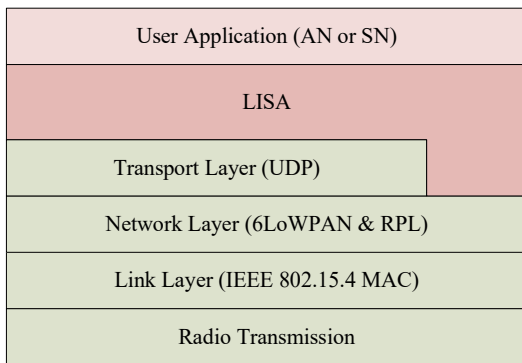 User Application (AN or SN)
LISA
Transport Layer (UDP)
Network Layer (6LoWPAN & RPL)
Link Layer (IEEE 802.15.4 MAC)
Radio Transmission